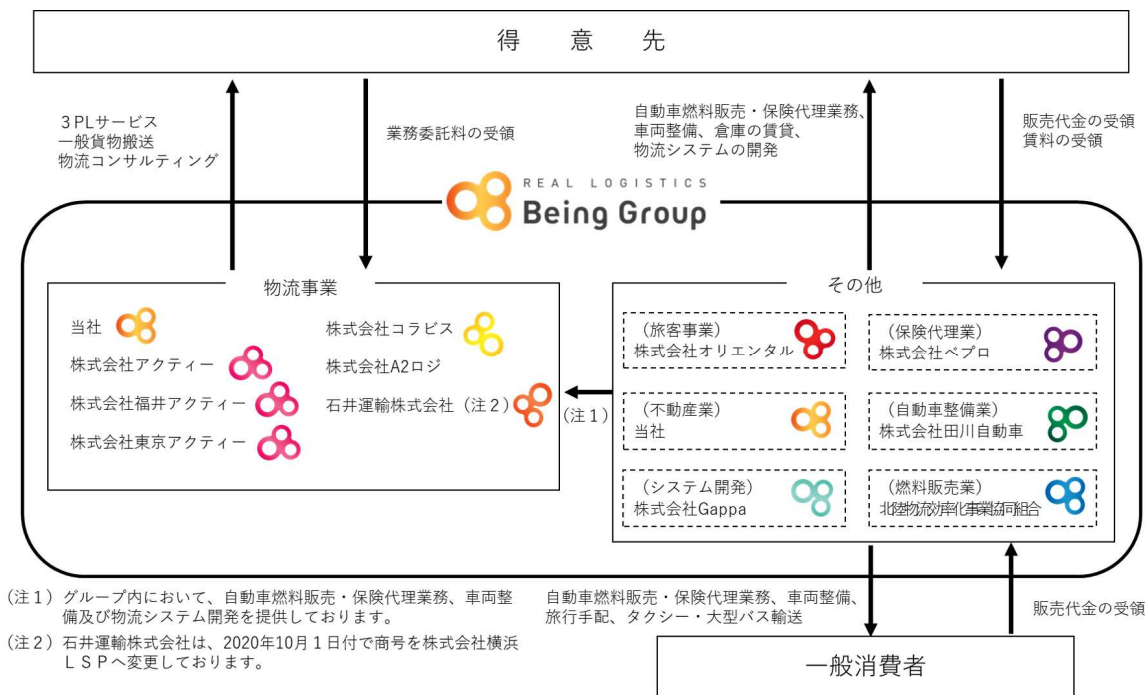 得意先
３PLサービス
一般貨物搬送
物流コンサルティング
業務委託料の受領
自動車燃料販売・保険代理業務、
車両整備、倉庫の賃貸、
物流システムの開発
販売代金の受領
賃料の受領
REAL LOGISTICS
Being Group
物流事業
当社
株式会社アクティー
株式会社福井アクティー
株式会社東京アクティー
株式会社コラビス
株式会社A2ロジ
石井運輸株式会社（注２）
（注１）
その他
（旅客事業）
株式会社オリエンタル
（保険代理業）
株式会社ベプロ
（不動産業）
当社
（自動車整備業）
株式会社田川自動車
（システム開発）
株式会社Gappa
（燃料販売業）
北陸物流効率化事業協同組合
（注１）グループ内において、自動車燃料販売・保険代理業務、車両整
備及び物流システム開発を提供しております。
（注２）石井運輸株式会社は、2020年10月１日付で商号を株式会社横浜
ＬＳＰへ変更しております。
自動車燃料販売・保険代理業務、車両整備、
旅行手配、タクシー・大型バス輸送
販売代金の受領
一般消費者